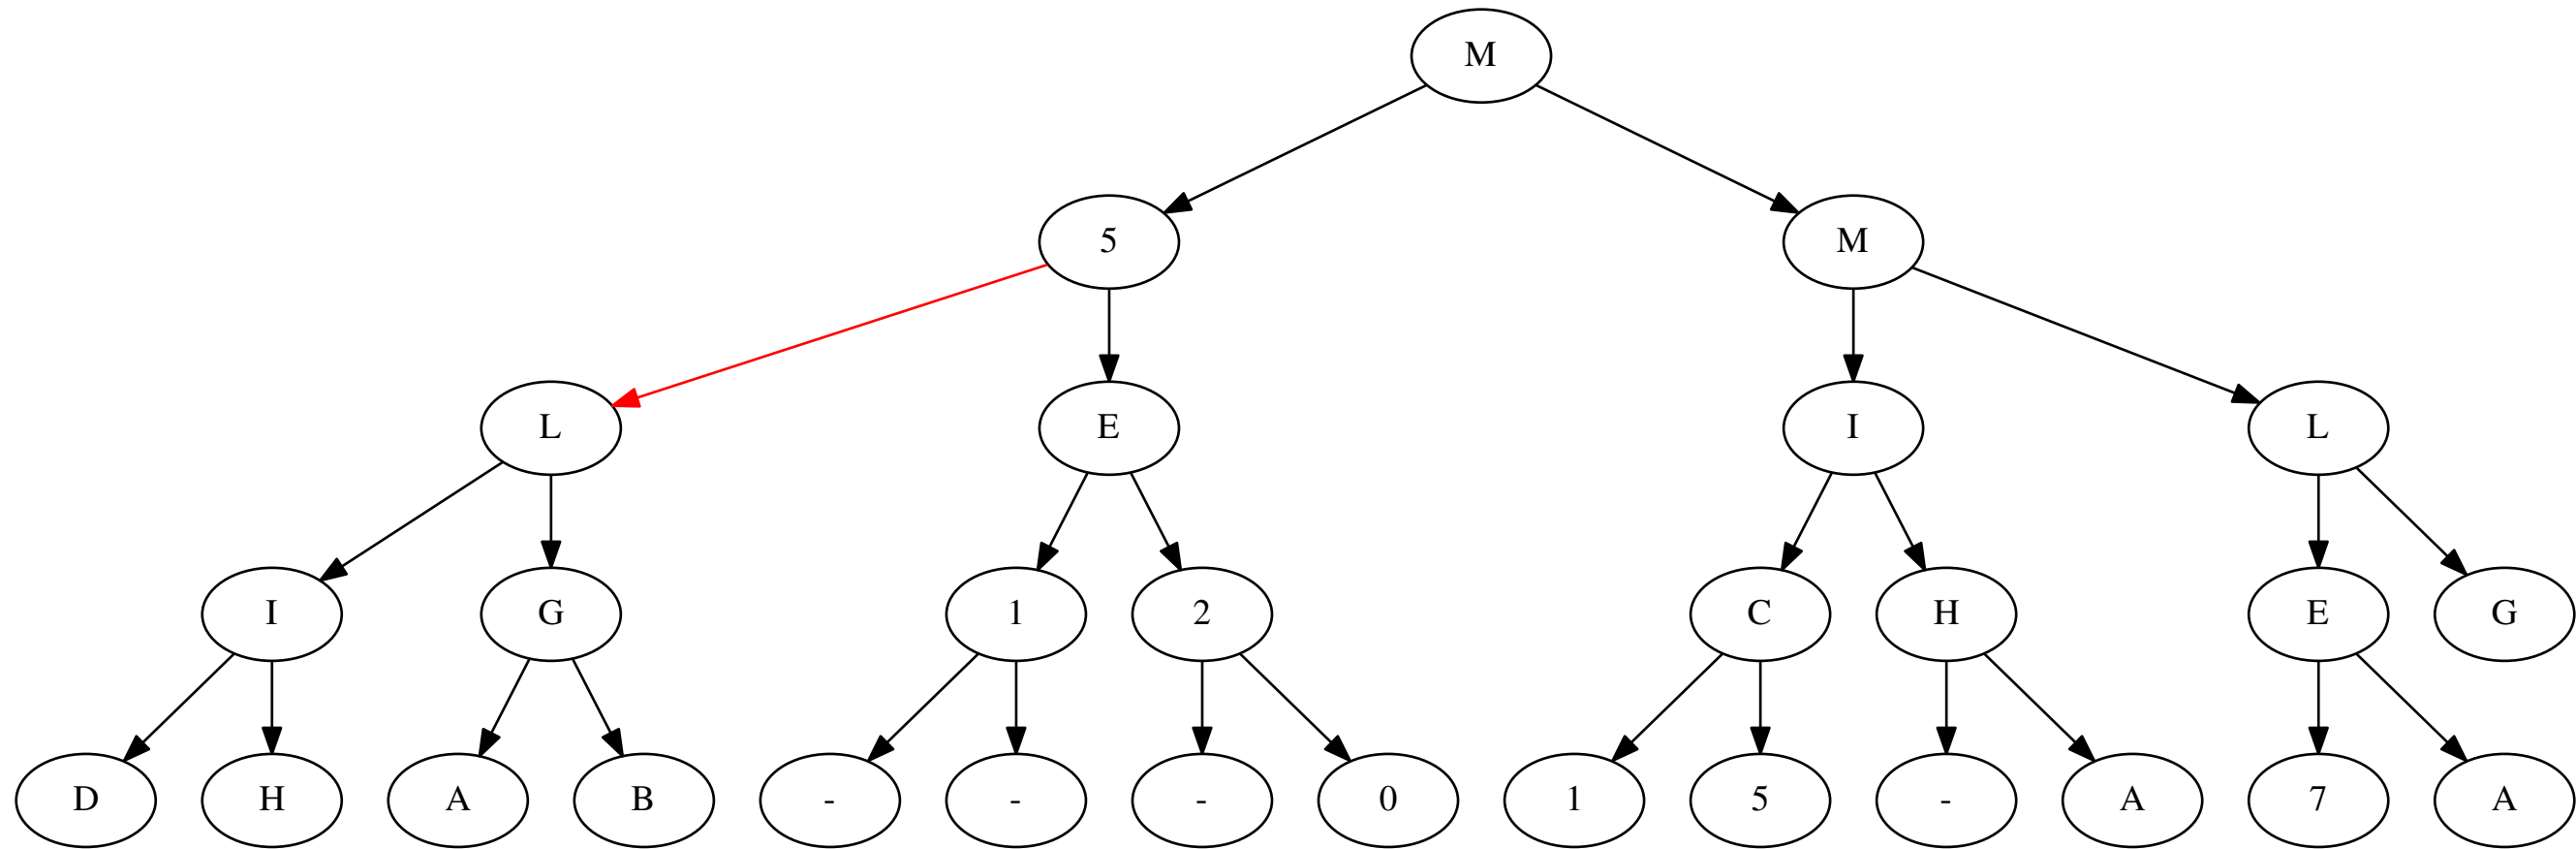 M
5 M
L E I L
I G 1 2 C H E G
D H A B - - - 0 1 5 - A 7 A